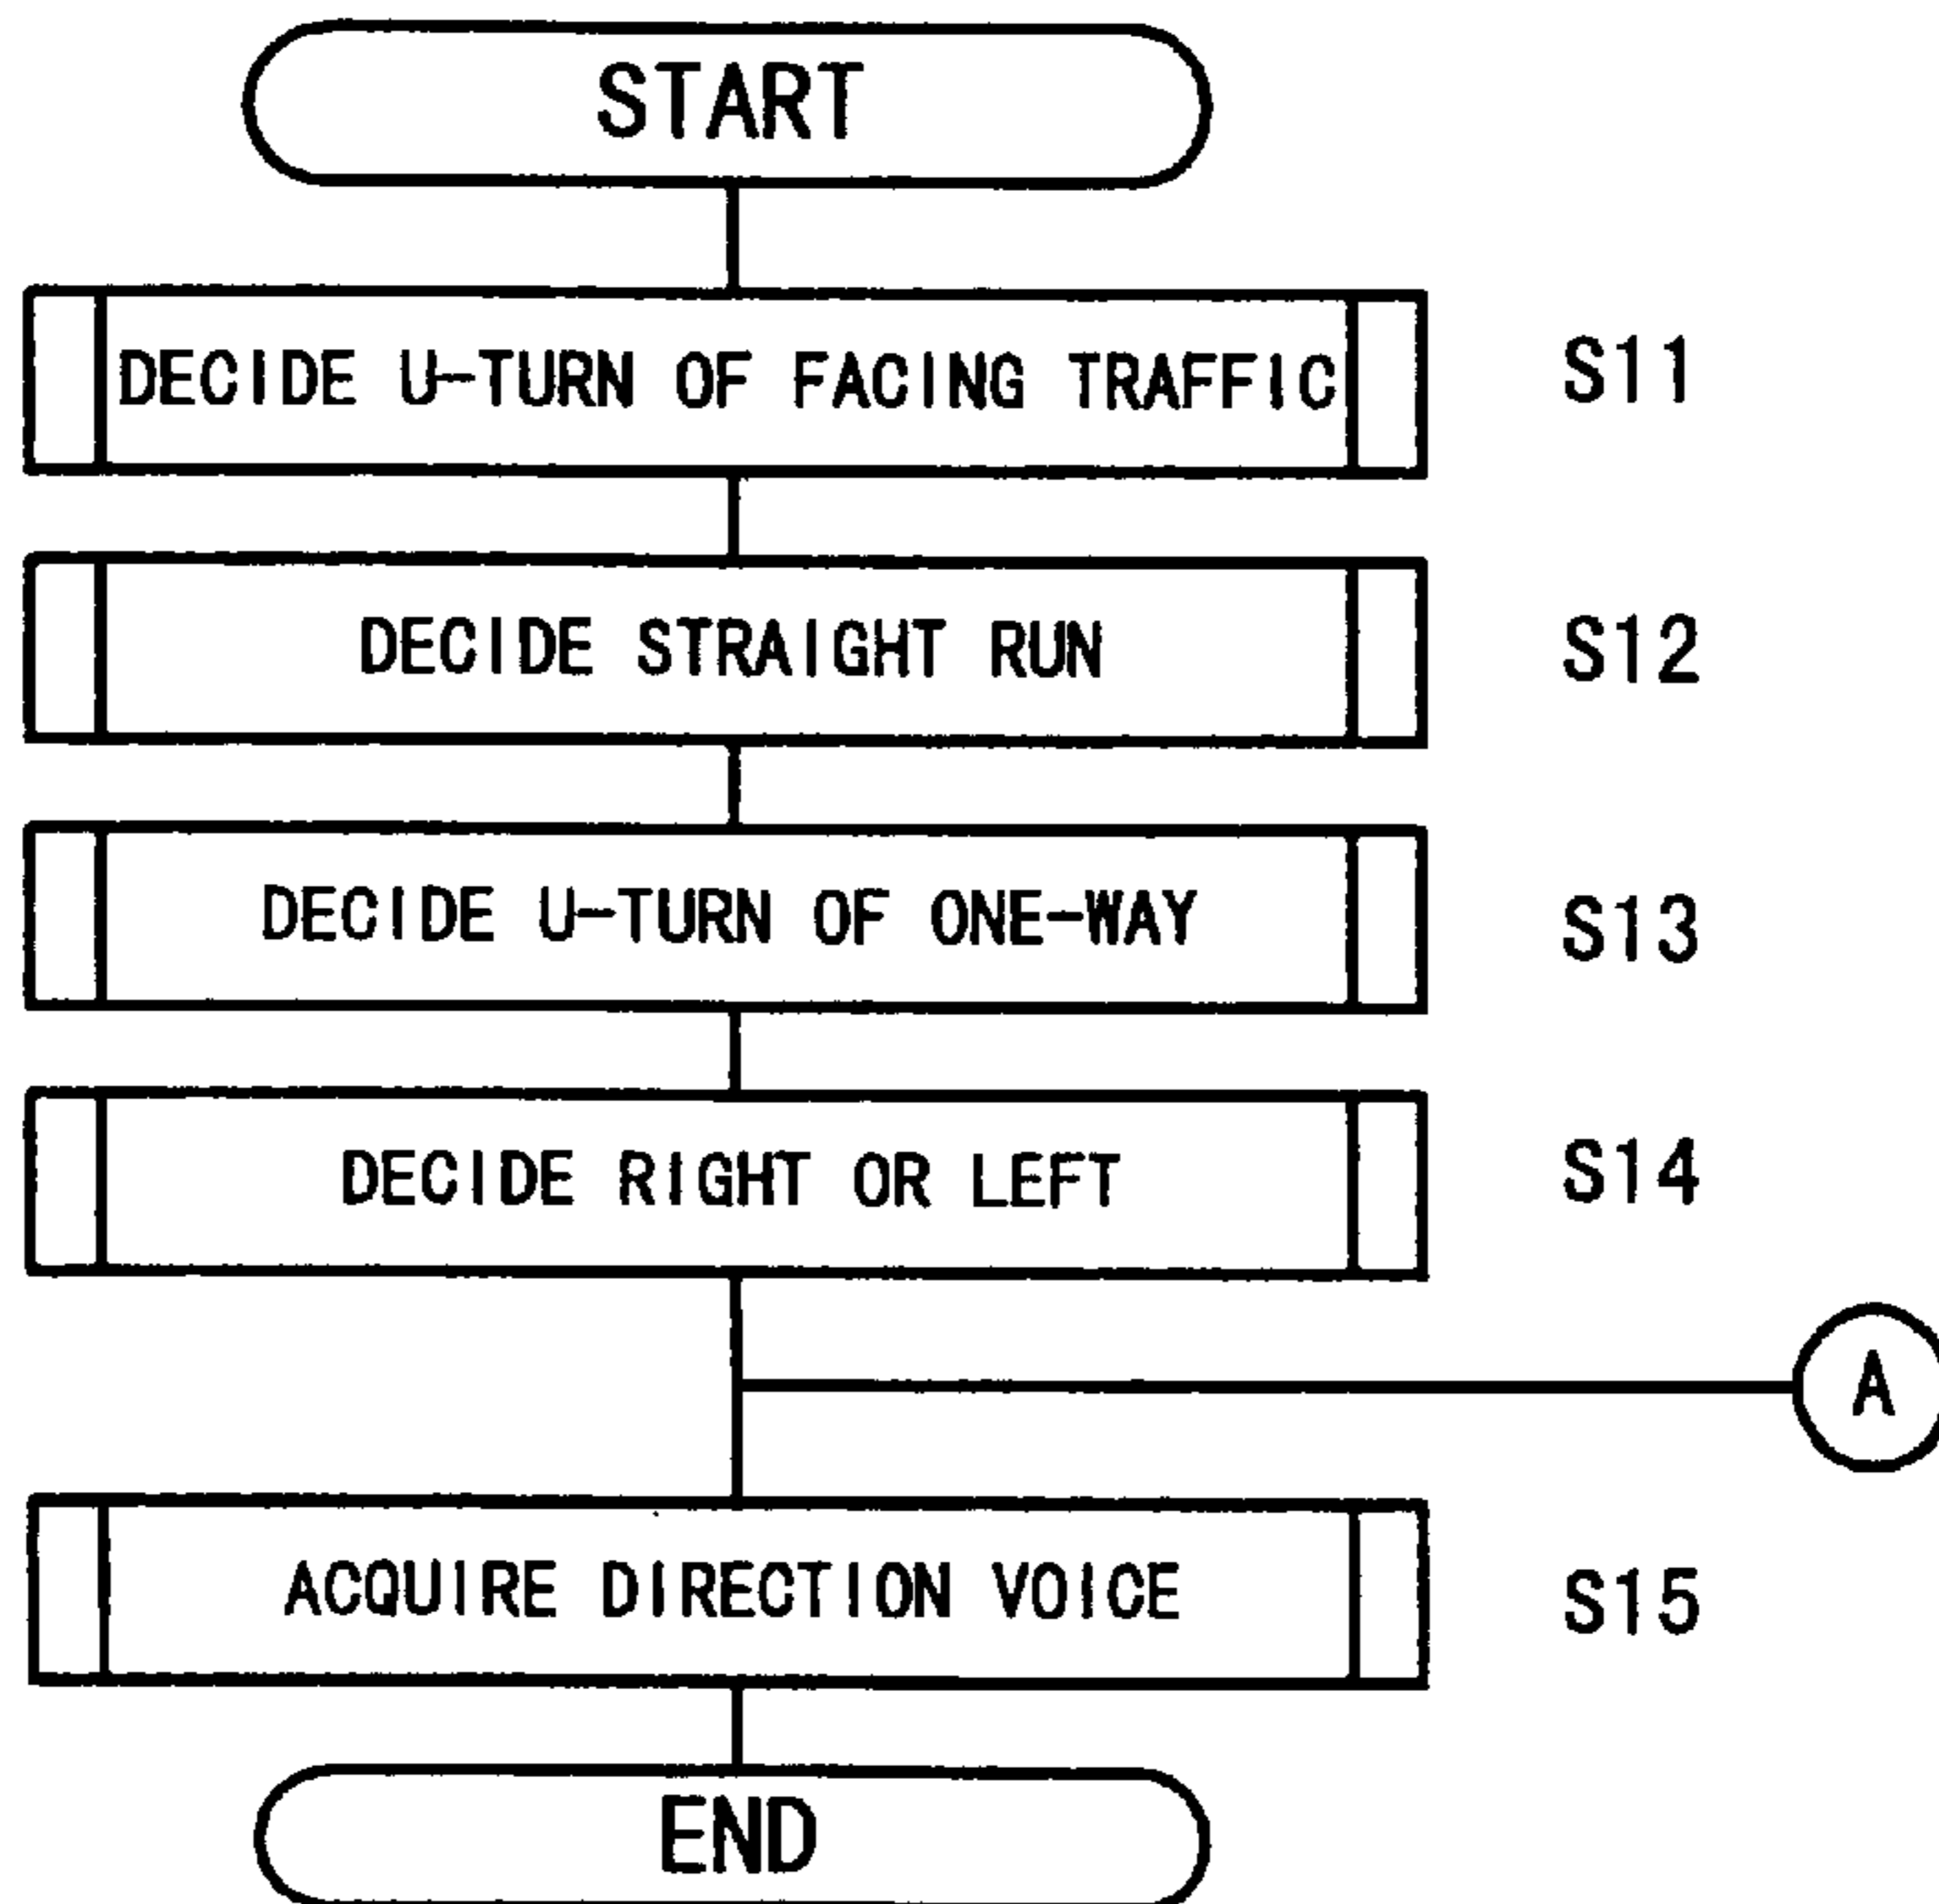 START
DECIDE U-TURN OF FACING TRAFFIC
S11
DECIDE STRAIGHT RUN
S12
DECIDE U-TURN OF ONE-WAY
S13
DECIDE RIGHT OR LEFT
S14
A
ACQUIRE DIRECTION VOICE
S15
END